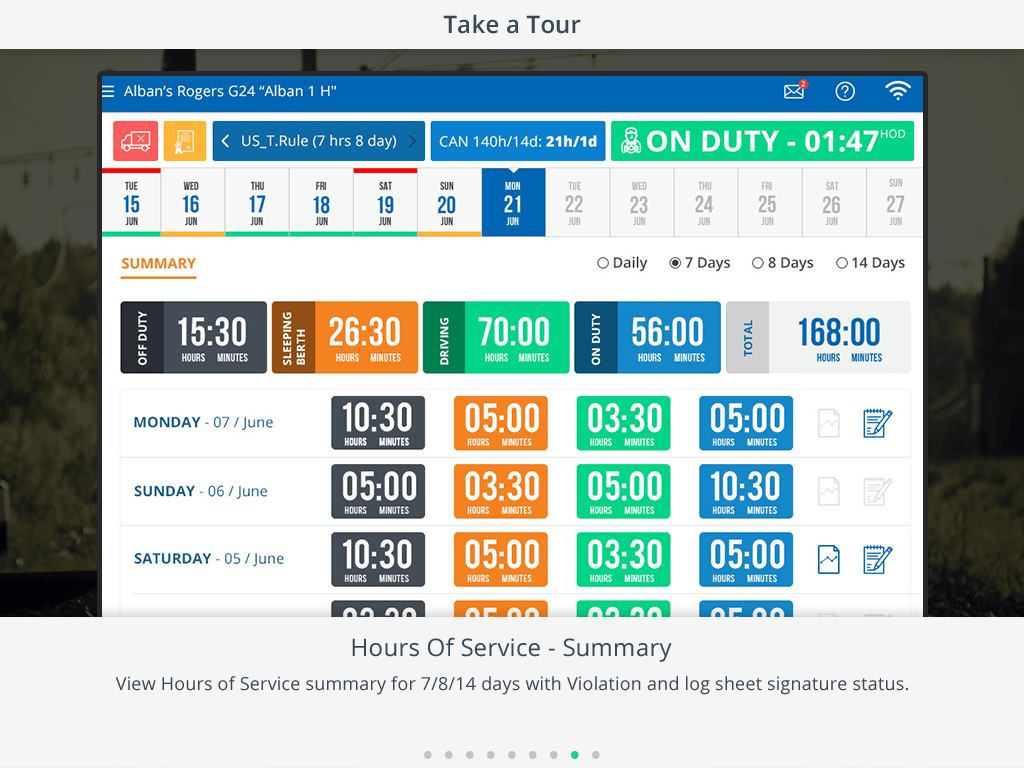 Take a Tour
Alban’s Rogers G24 “Alban 1 H"
2
?
US_T.Rule (7 hrs 8 day)
CAN 140h/14d: 21h/1d
ON DUTY - 01:47 HOD
TUE 15 JUN
WED 16 JUN
THU 17 JUN
FRI 18 JUN
SAT 19 JUN
SUN 20 JUN
MON 21 JUN
TUE 22 JUN
WED 23 JUN
THU 24 JUN
FRI 25 JUN
SAT 26 JUN
SUN 27 JUN
SUMMARY
Daily
7 Days
8 Days
14 Days
OFF DUTY
15:30
HOURS MINUTES
SLEEPING BERTH
26:30
HOURS MINUTES
DRIVING
70:00
HOURS MINUTES
ON DUTY
56:00
HOURS MINUTES
TOTAL
168:00
HOURS MINUTES
MONDAY - 07 / June
10:30
HOURS MINUTES
05:00
HOURS MINUTES
03:30
HOURS MINUTES
05:00
HOURS MINUTES
SUNDAY - 06 / June
05:00
HOURS MINUTES
03:30
HOURS MINUTES
05:00
HOURS MINUTES
10:30
HOURS MINUTES
SATURDAY - 05 / June
10:30
HOURS MINUTES
05:00
HOURS MINUTES
03:30
HOURS MINUTES
05:00
HOURS MINUTES
Hours Of Service - Summary
View Hours of Service summary for 7/8/14 days with Violation and log sheet signature status.